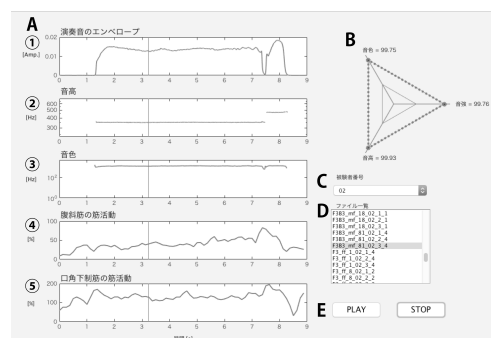 A
① 演奏音のエンベロープ
[Amp.]
0.02
0.01
0
0 1 2 3 4 5 6 7 8 9
② 音高
[Hz]
600
500
400
300
0 1 2 3 4 5 6 7 8 9
③ 音色
[Hz]
10²
10⁰
0 1 2 3 4 5 6 7 8 9
④ 腹斜筋の筋活動
[%]
100
50
0
0 1 2 3 4 5 6 7 8 9
⑤ 口角下制筋の筋活動
[%]
200
100
0
0 1 2 3 4 5 6 7 8 9
B
音色 = 99.75
音強 = 99.76
音高 = 99.93
C 被験者番号
02
D ファイル一覧
F3B3_mf_18_02_1_1
F3B3_mf_18_02_2_1
F3B3_mf_81_02_1_4
F3B3_mf_81_02_2_4
F3B3_mf_81_02_3_4
F3_ff_1_02_1_4
F3_ff_1_02_2_4
F3_ff_1_02_3_4
F3_ff_8_02_1_2
F3_ff_8_02_2_2
E PLAY STOP